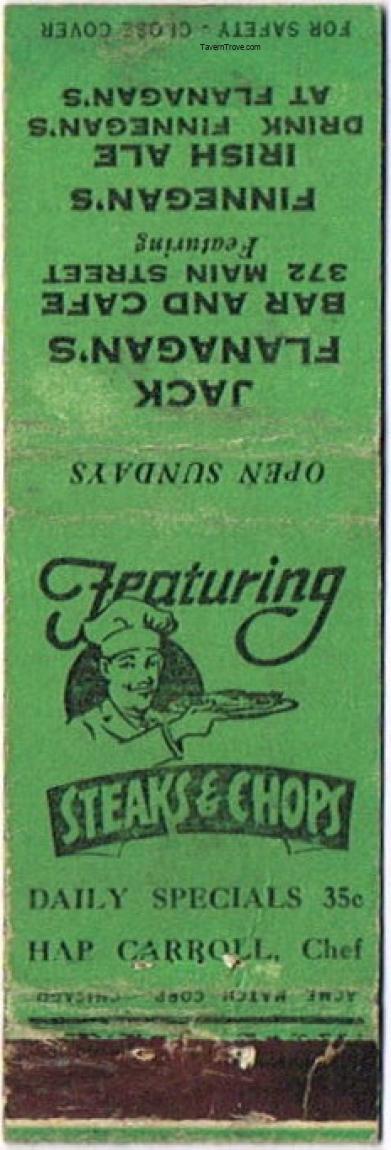 FOR SAFETY - CLOSE COVER
TavernTrove.com
JACK
FLANAGAN'S
BAR AND CAFE
372 MAIN STREET
Featuring
FINNEGAN'S
IRISH ALE
DRINK FINNEGAN'S
AT FLANAGAN'S
OPEN SUNDAYS
Featuring
STEAKS & CHOPS
DAILY SPECIALS 35c
HAP CARROLL, Chef
ACME MATCH CORP CHICAGO